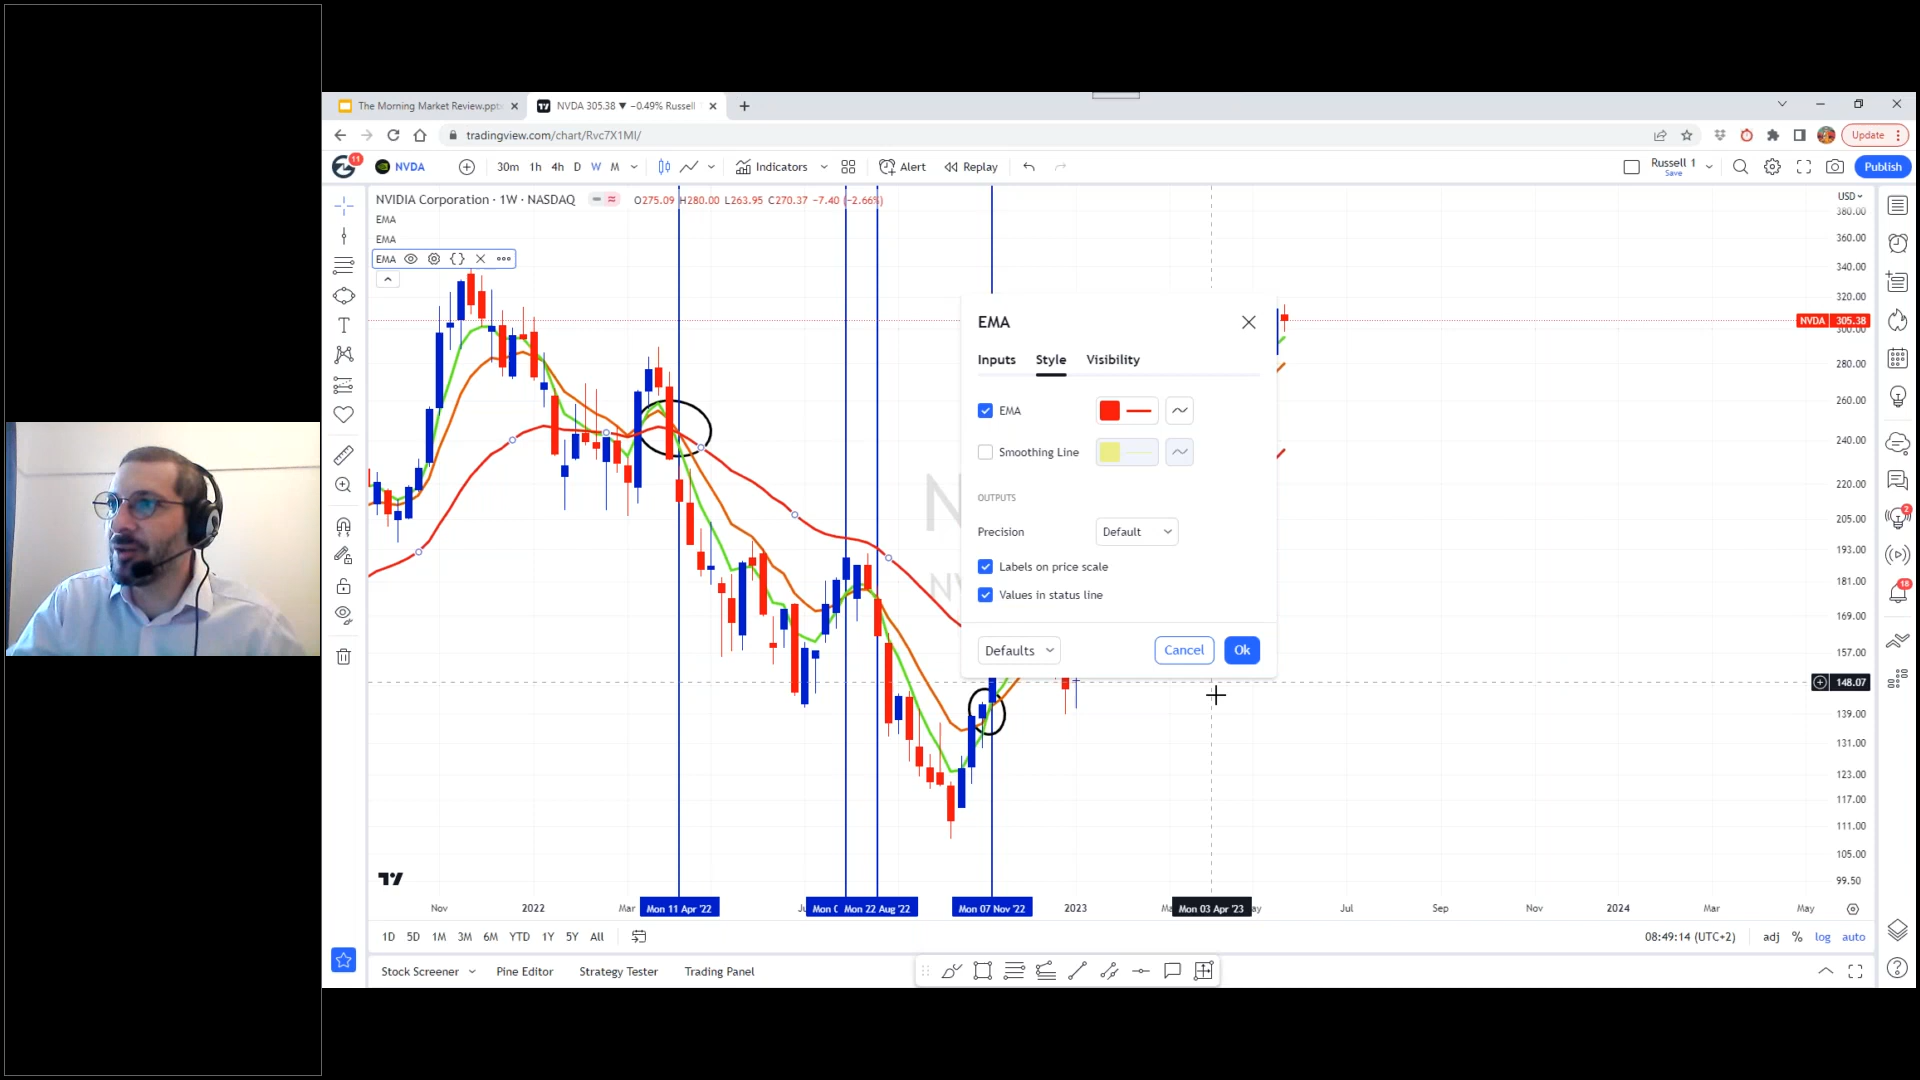 The Morning Market Review.ppt
NVDA 305.38 ▼ −0.49% Russell
tradingview.com/chart/Rvc7X1Ml/
Update
11
NVDA
30m 1h 4h D W M
Indicators
Alert
Replay
Russell 1
Save
Publish
NVIDIA Corporation · 1W · NASDAQ
O275.09 H280.00 L263.95 C270.37 −7.40 (−2.66%)
EMA
EMA
EMA
USD
380.00
360.00
340.00
320.00
NVDA 305.38
300.00
280.00
260.00
240.00
220.00
205.00
193.00
181.00
169.00
157.00
148.07
139.00
131.00
123.00
117.00
111.00
105.00
99.50
EMA
Inputs Style Visibility
EMA
Smoothing Line
OUTPUTS
Precision Default
Labels on price scale
Values in status line
Defaults Cancel Ok
N
NV
2
18
Nov 2022 Mar Mon 11 Apr '22 Mon 22 Aug '22 Mon 07 Nov '22 2023 Mon 03 Apr '23 Jul Sep Nov 2024 Mar May
1D 5D 1M 3M 6M YTD 1Y 5Y All
08:49:14 (UTC+2) adj % log auto
Stock Screener Pine Editor Strategy Tester Trading Panel